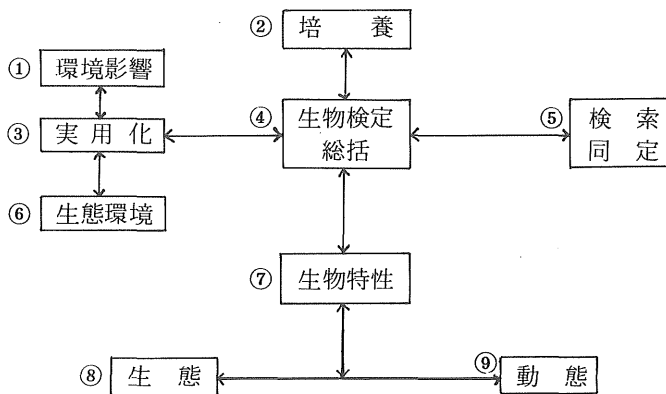 ② 培養
① 環境影響
③ 実用化
④ 生物検定
総括
⑤ 検索
同定
⑥ 生態環境
⑦ 生物特性
⑧ 生態
⑨ 動態